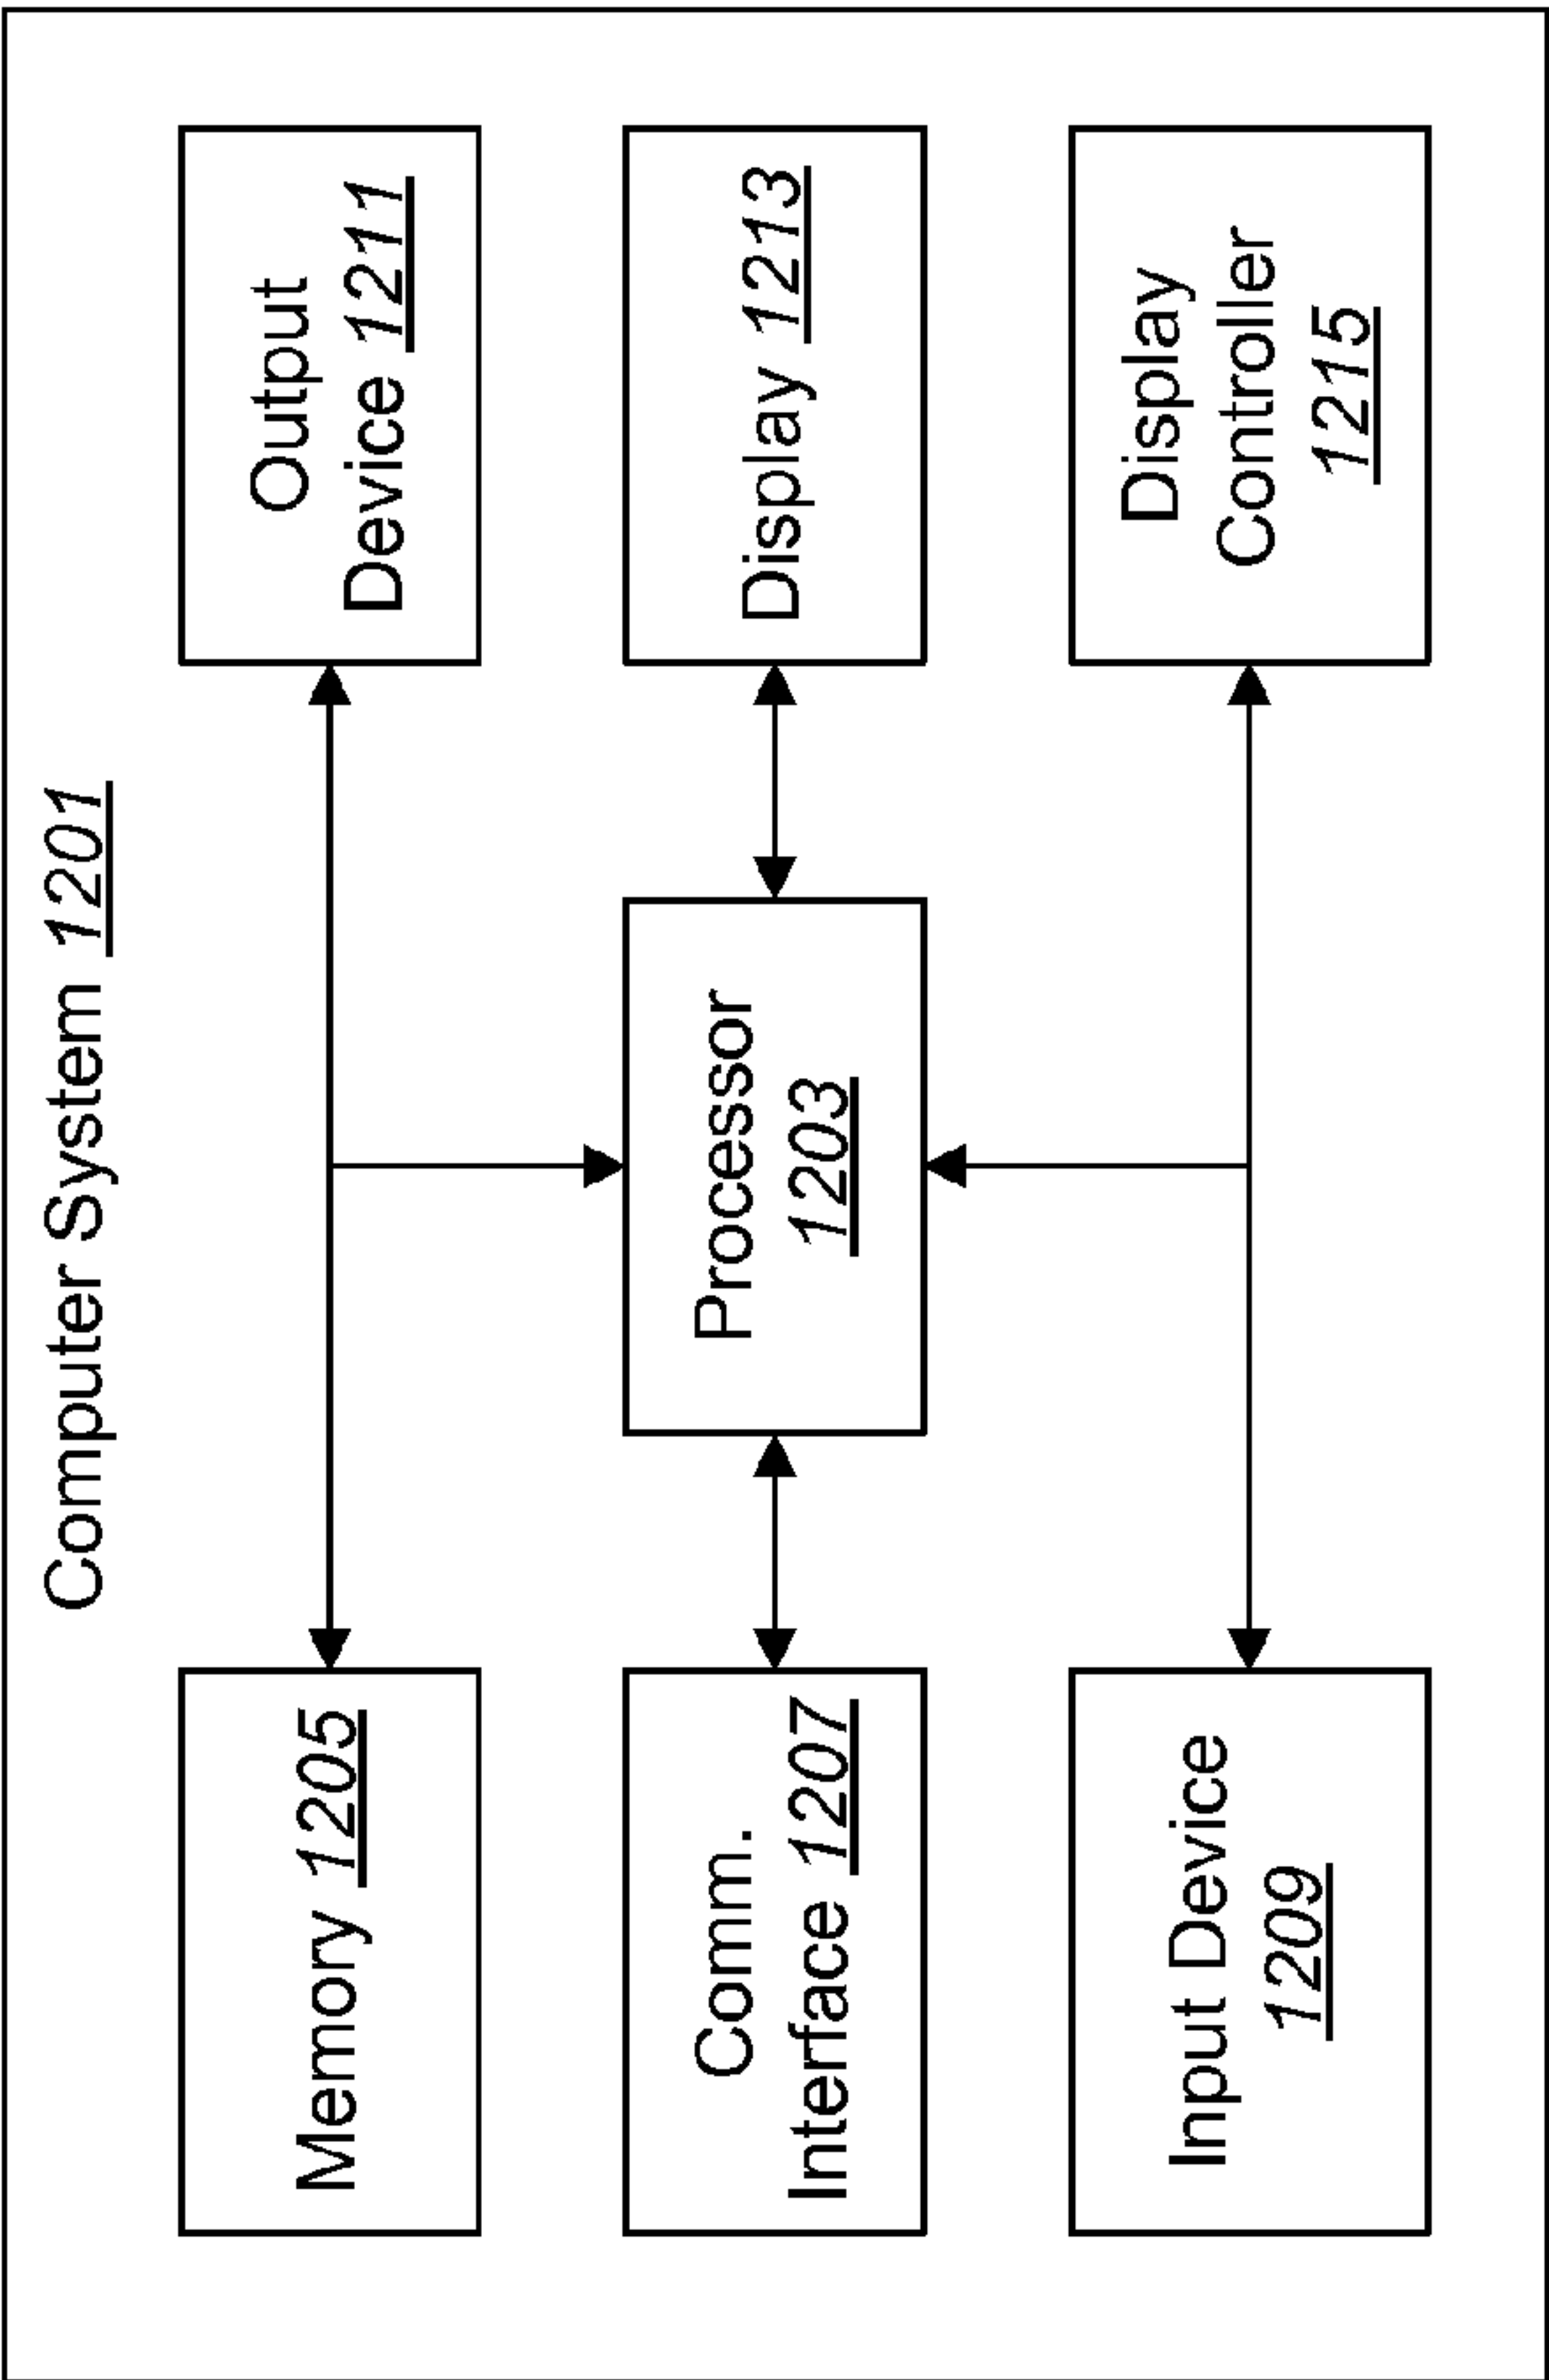 Computer System 1201
Memory 1205
Output
Device 1211
Comm.
Interface 1207
Processor
1203
Display 1213
Input Device
1209
Display
Controller
1215